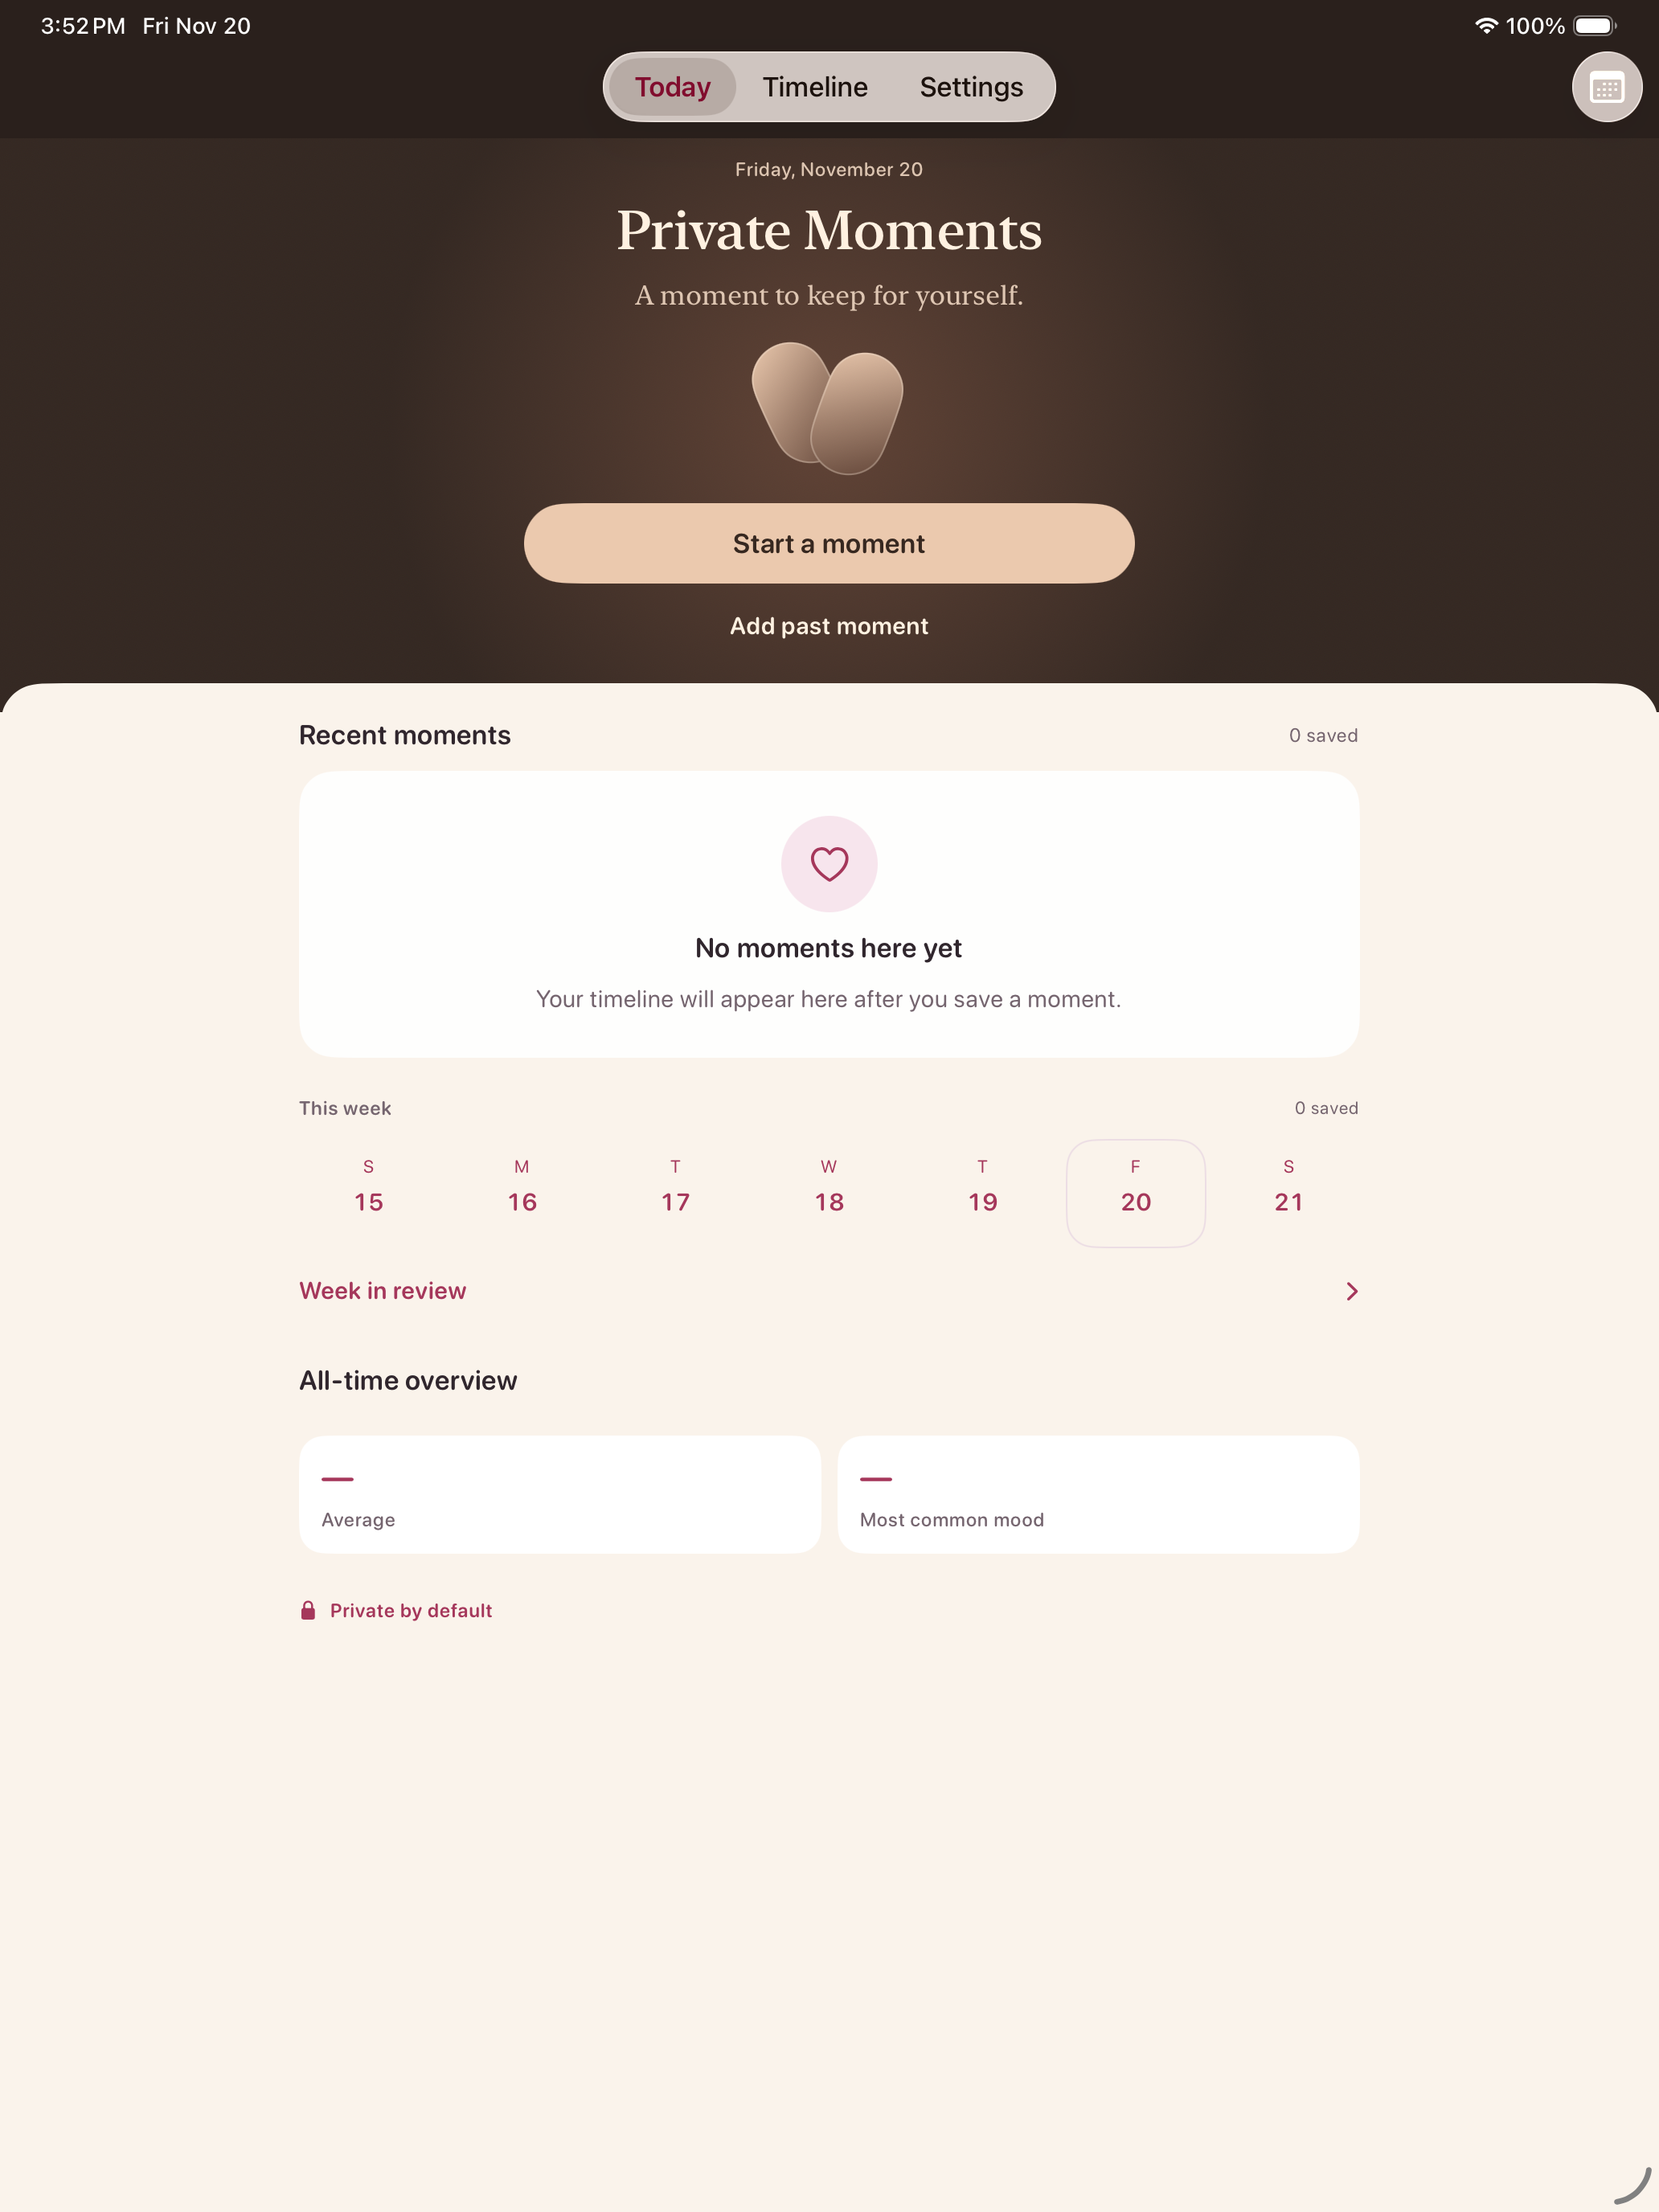 3:52 PM Fri Nov 20
100%
Today Timeline Settings
Friday, November 20
Private Moments
A moment to keep for yourself.
Start a moment
Add past moment
Recent moments 0 saved
No moments here yet
Your timeline will appear here after you save a moment.
This week 0 saved
S M T W T F S
15 16 17 18 19 20 21
Week in review
All-time overview
— —
Average Most common mood
Private by default